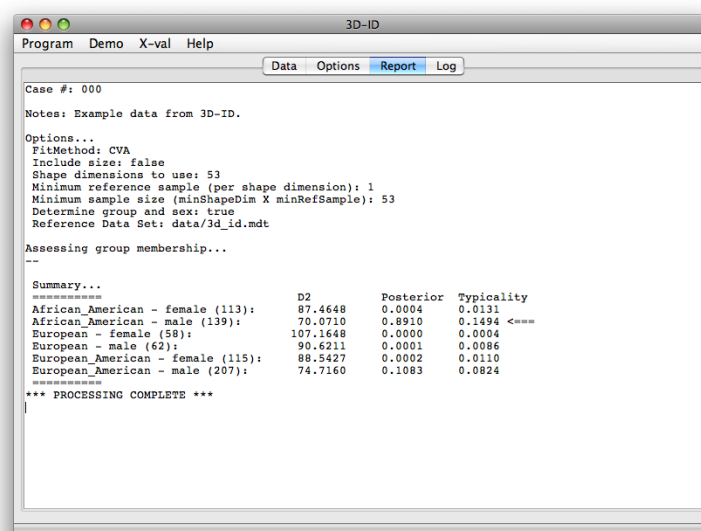 3D-ID
Program Demo X-val Help
Data Options Report Log
Case #: 000
Notes: Example data from 3D-ID.
Options...
FitMethod: CVA
Include size: false
Shape dimensions to use: 53
Minimum reference sample (per shape dimension): 1
Minimum sample size (minShapeDim X minRefSample): 53
Determine group and sex: true
Reference Data Set: data/3d_id.mdt
Assessing group membership...
--
Summary...
========== D2 Posterior Typicality
African_American - female (113): 87.4648 0.0004 0.0131
African_American - male (139): 70.0710 0.8910 0.1494 <===
European - female (58): 107.1648 0.0000 0.0004
European - male (62): 90.6211 0.0001 0.0086
European_American - female (115): 88.5427 0.0002 0.0110
European_American - male (207): 74.7160 0.1083 0.0824
==========
*** PROCESSING COMPLETE ***